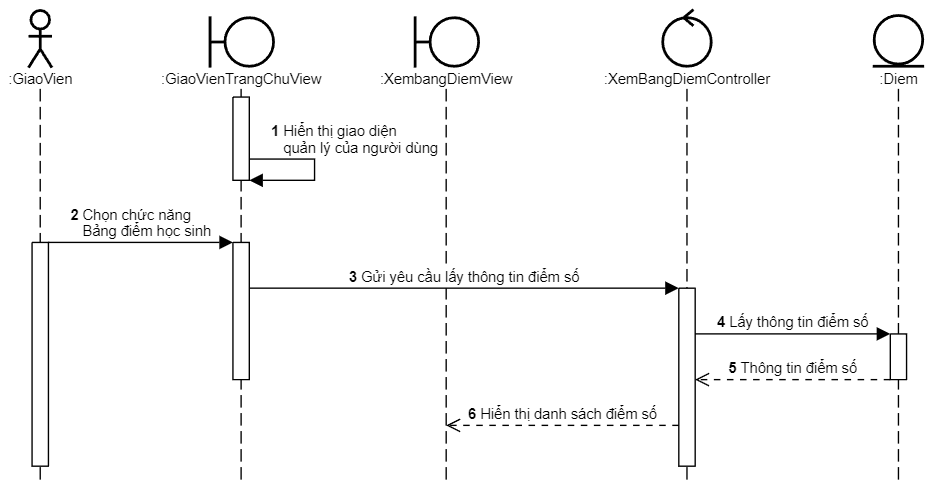 :GiaoVien
:GiaoVienTrangChuView
:XembangDiemView
:XemBangDiemController
:Diem
1 Hiển thị giao diện
quản lý của người dùng
2 Chọn chức năng
Bảng điểm học sinh
3 Gửi yêu cầu lấy thông tin điểm số
4 Lấy thông tin điểm số
5 Thông tin điểm số
6 Hiển thị danh sách điểm số